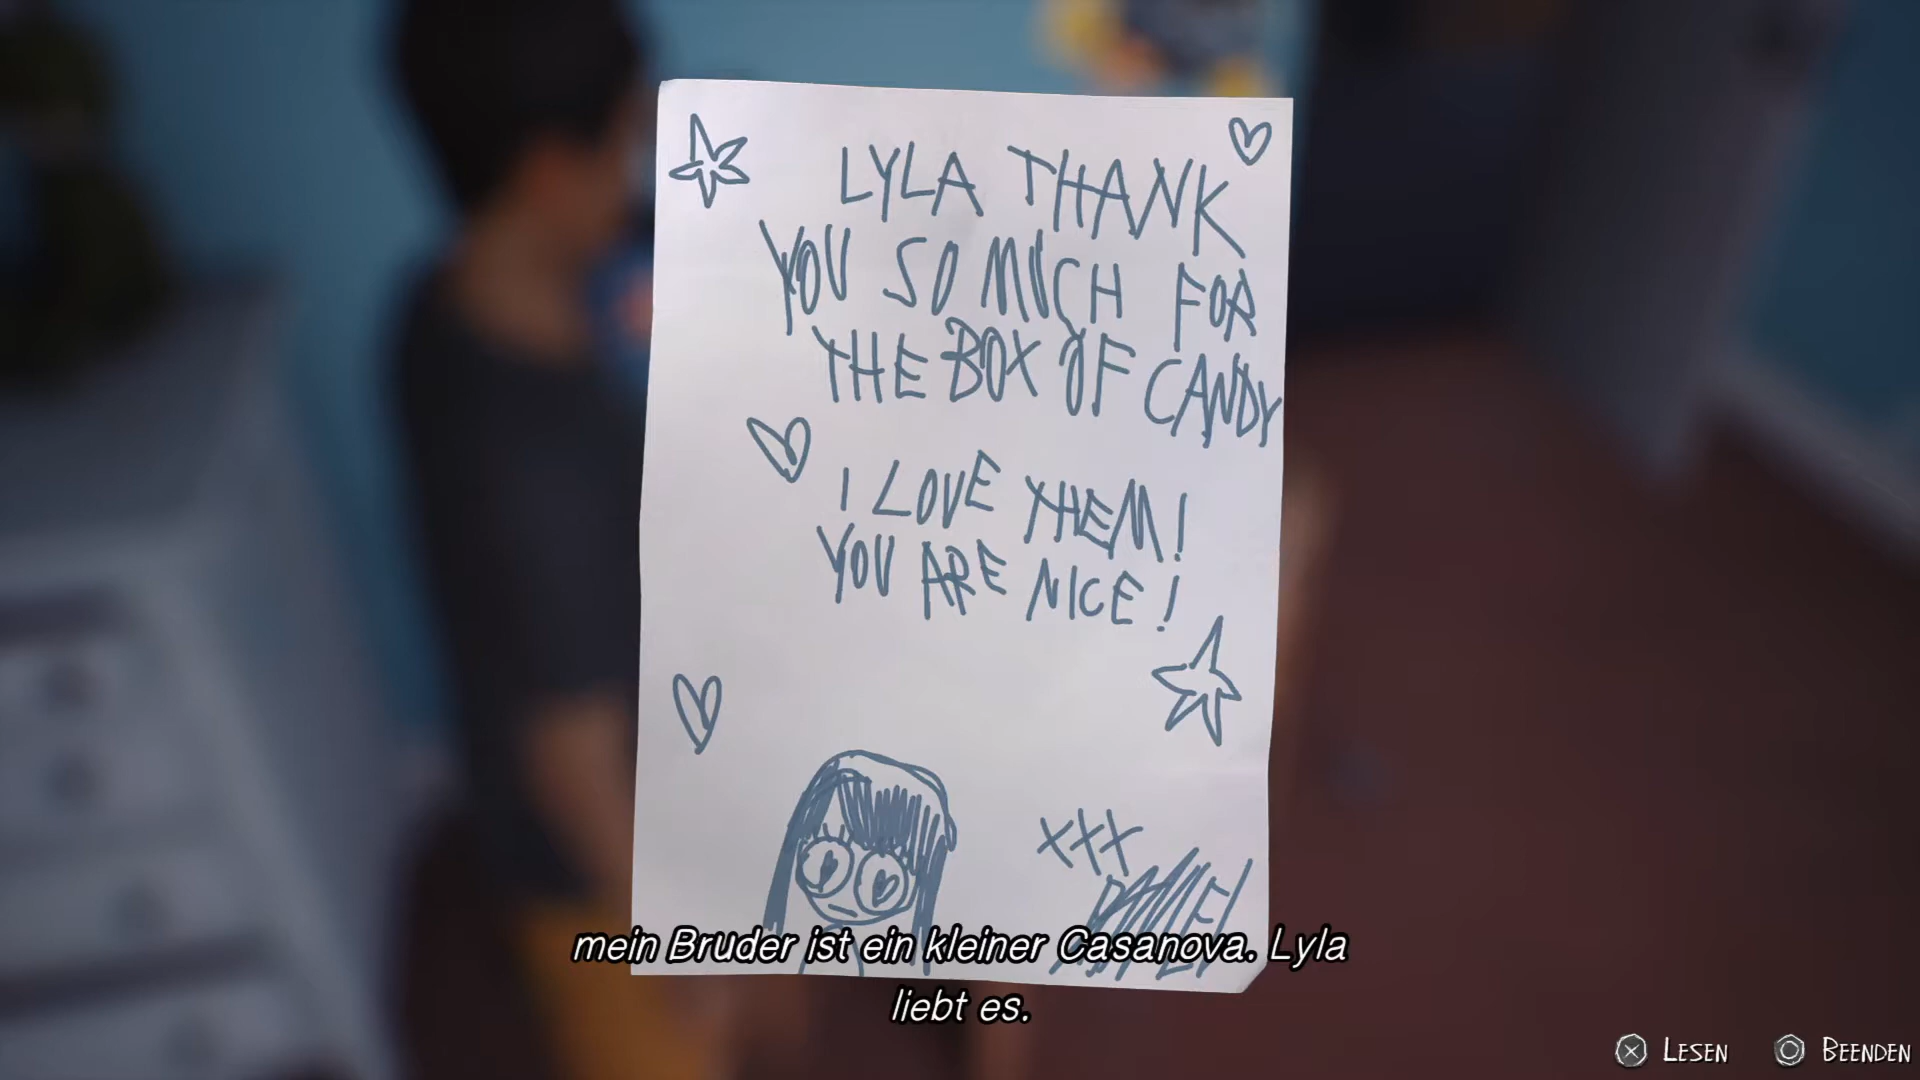 LYLA THANK
YOU SO MUCH FOR
THE BOX OF CANDY
I LOVE THEM!
YOU ARE NICE!
XXX
mein Bruder ist ein kleiner Casanova. Lyla
liebt es.
LESEN
BEENDEN